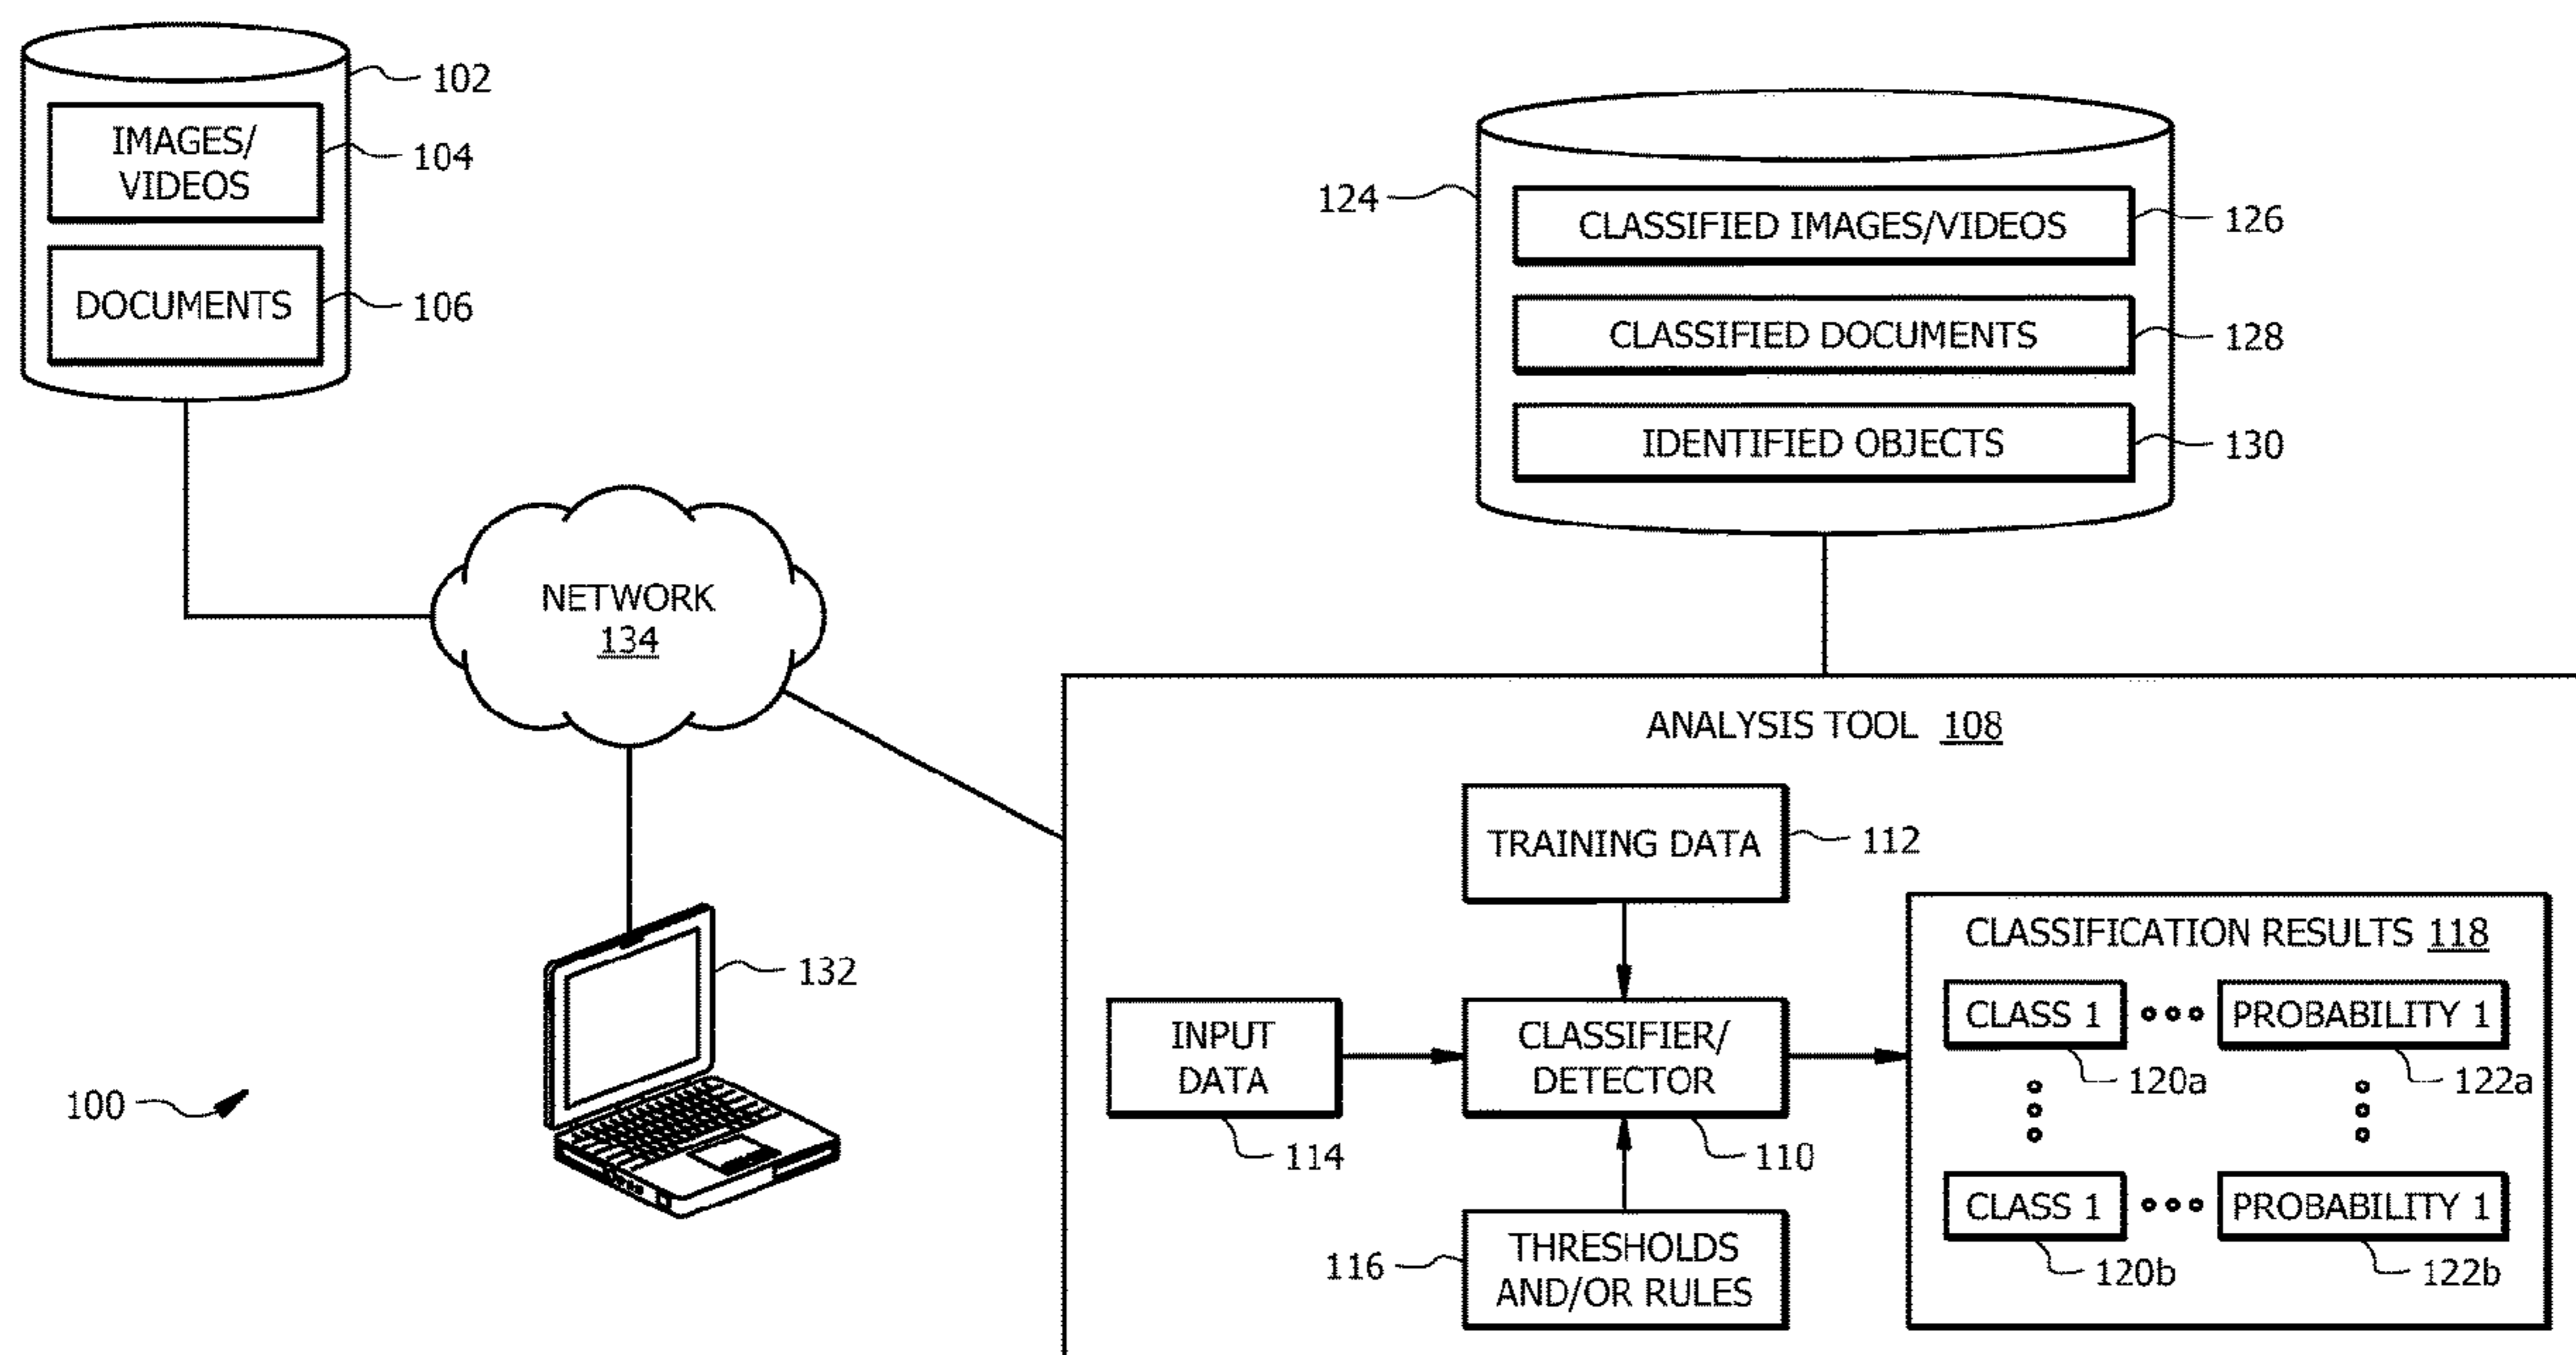 102
IMAGES/
VIDEOS
104
DOCUMENTS
106
124
CLASSIFIED IMAGES/VIDEOS
126
CLASSIFIED DOCUMENTS
128
IDENTIFIED OBJECTS
130
NETWORK
134
132
100
ANALYSIS TOOL 108
TRAINING DATA
112
INPUT
DATA
114
CLASSIFIER/
DETECTOR
110
116
THRESHOLDS
AND/OR RULES
CLASSIFICATION RESULTS 118
CLASS 1
PROBABILITY 1
120a
122a
CLASS 1
PROBABILITY 1
120b
122b